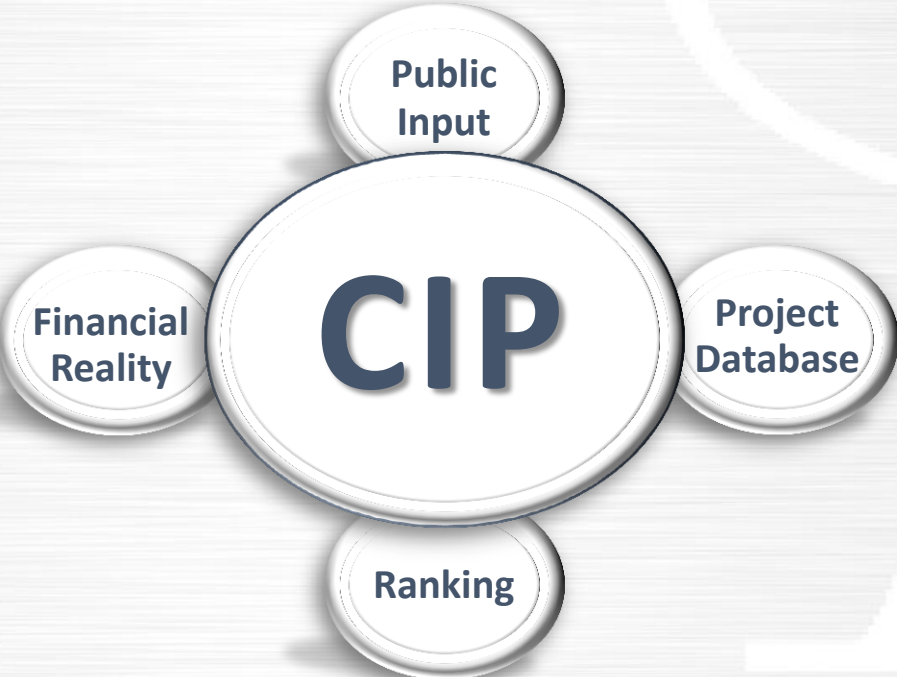 Public
Input
Financial
Reality
CIP
Project
Database
Ranking